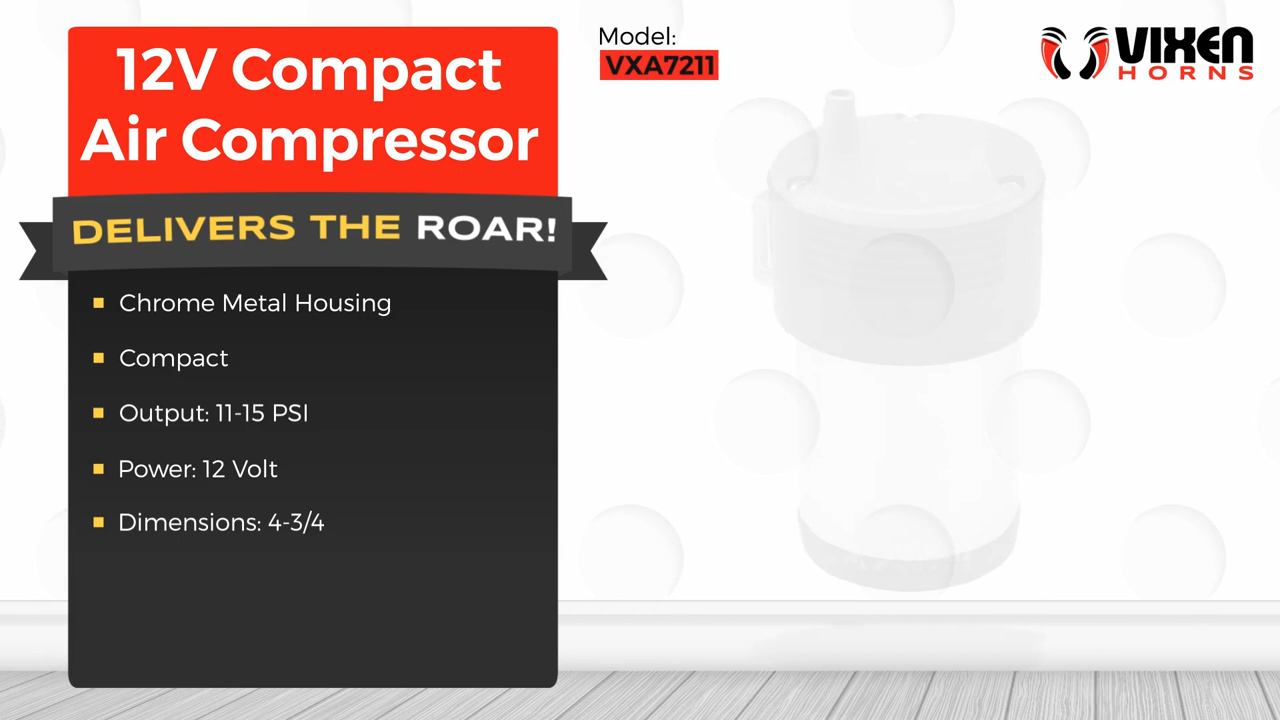 12V Compact
Air Compressor
DELIVERS THE ROAR!
Chrome Metal Housing
Compact
Output: 11-15 PSI
Power: 12 Volt
Dimensions: 4-3/4
Model:
VXA7211
VIXEN
HORNS